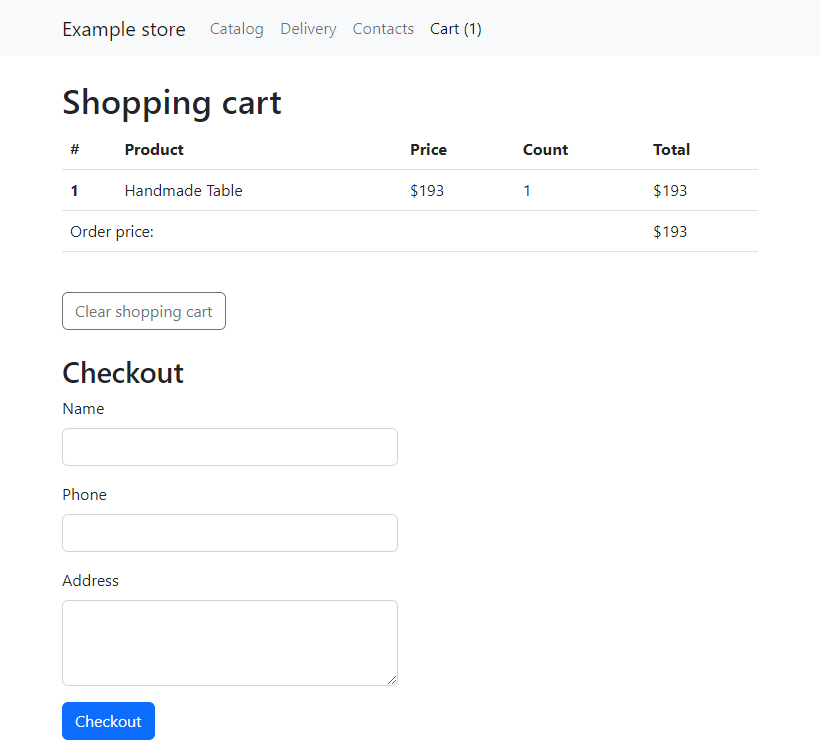 Example store Catalog Delivery Contacts Cart (1)
Shopping cart
# Product Price Count Total
1 Handmade Table $193 1 $193
Order price: $193
Clear shopping cart
Checkout
Name
Phone
Address
Checkout